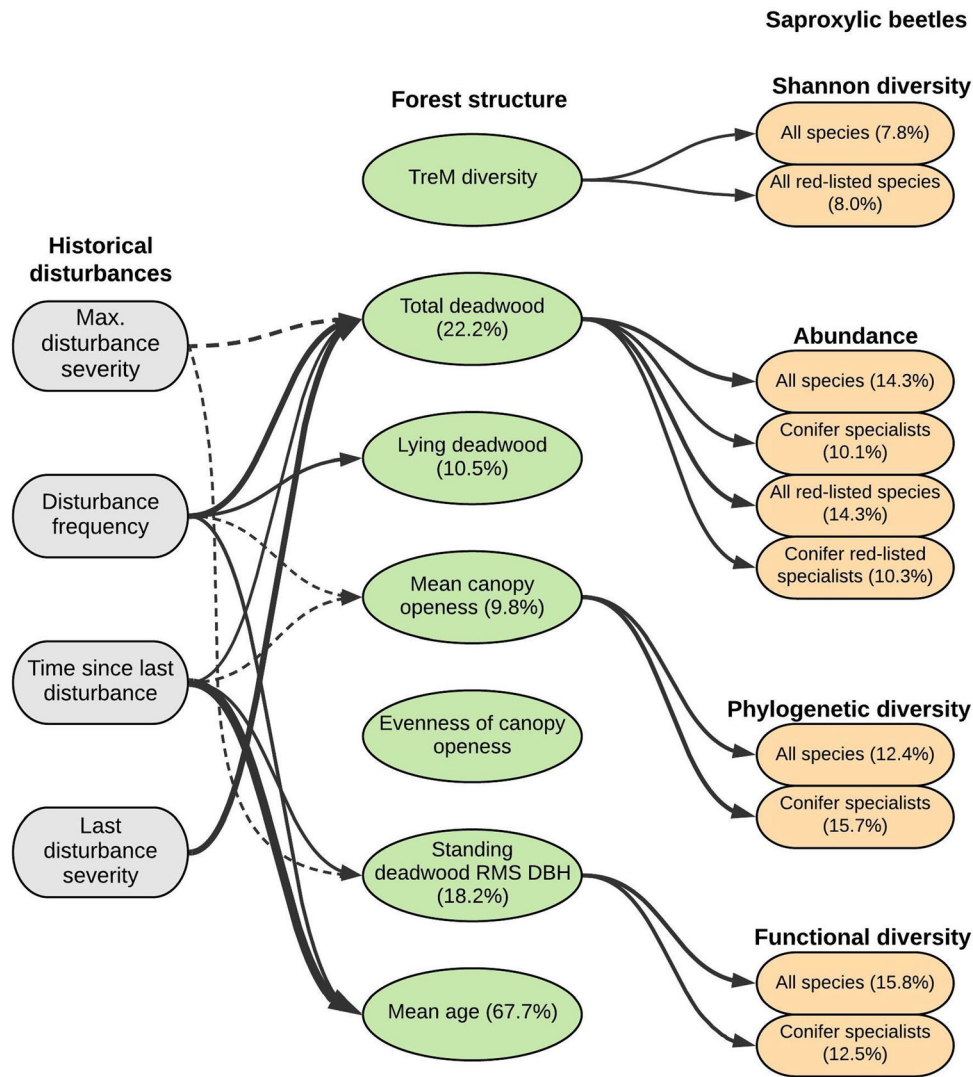 Historical
disturbances
Max.
disturbance
severity
Disturbance
frequency
Time since last
disturbance
Last
disturbance
severity
Forest structure
TreM diversity
Total deadwood
(22.2%)
Lying deadwood
(10.5%)
Mean canopy
openess (9.8%)
Evenness of canopy
openess
Standing
deadwood RMS DBH
(18.2%)
Mean age (67.7%)
Saproxylic beetles
Shannon diversity
All species (7.8%)
All red-listed species
(8.0%)
Abundance
All species (14.3%)
Conifer specialists
(10.1%)
All red-listed species
(14.3%)
Conifer red-listed
specialists (10.3%)
Phylogenetic diversity
All species (12.4%)
Conifer specialists
(15.7%)
Functional diversity
All species (15.8%)
Conifer specialists
(12.5%)